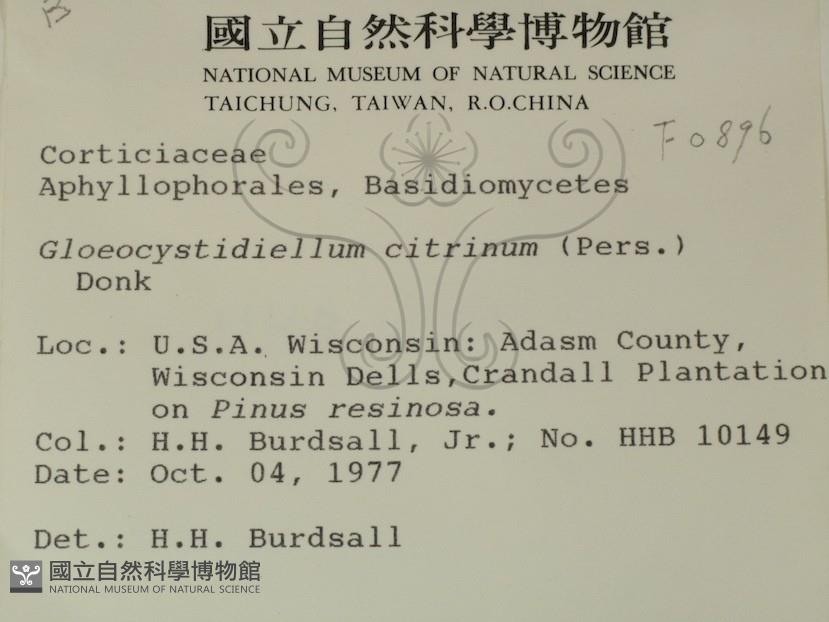 國立自然科學博物館
NATIONAL MUSEUM OF NATURAL SCIENCE
TAICHUNG, TAIWAN, R.O.CHINA
F0896
Corticiaceae
Aphyllophorales, Basidiomycetes
Gloeocystidiellum citrinum (Pers.)
Donk
Loc.: U.S.A. Wisconsin: Adasm County,
Wisconsin Dells,Crandall Plantation
on Pinus resinosa.
Col.: H.H. Burdsall, Jr.; No. HHB 10149
Date: Oct. 04, 1977
Det.: H.H. Burdsall
國立自然科學博物館
NATIONAL MUSEUM OF NATURAL SCIENCE